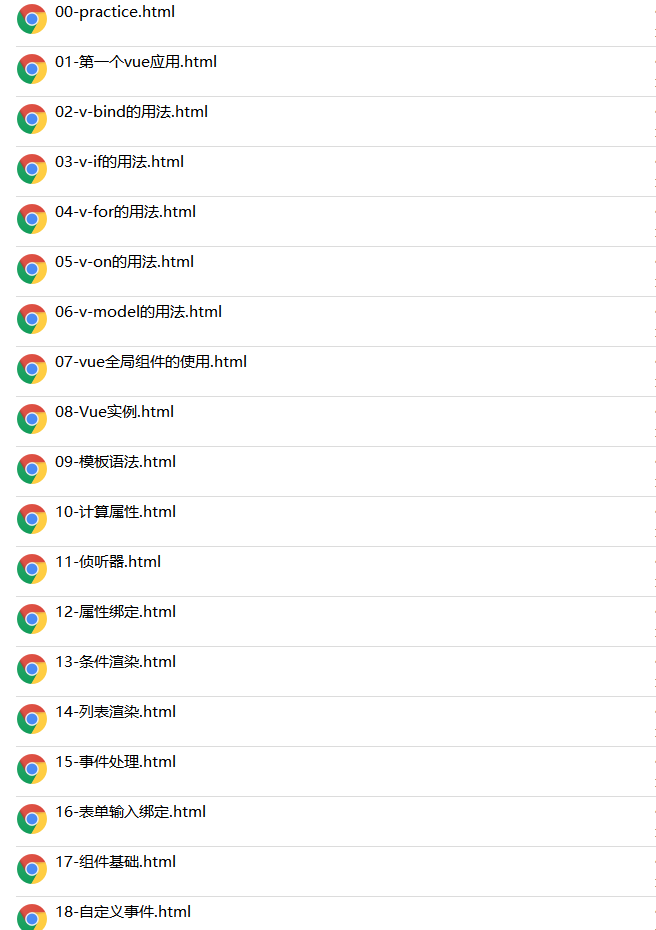 00-practice.html
01-第一个vue应用.html
02-v-bind的用法.html
03-v-if的用法.html
04-v-for的用法.html
05-v-on的用法.html
06-v-model的用法.html
07-vue全局组件的使用.html
08-Vue实例.html
09-模板语法.html
10-计算属性.html
11-侦听器.html
12-属性绑定.html
13-条件渲染.html
14-列表渲染.html
15-事件处理.html
16-表单输入绑定.html
17-组件基础.html
18-自定义事件.html